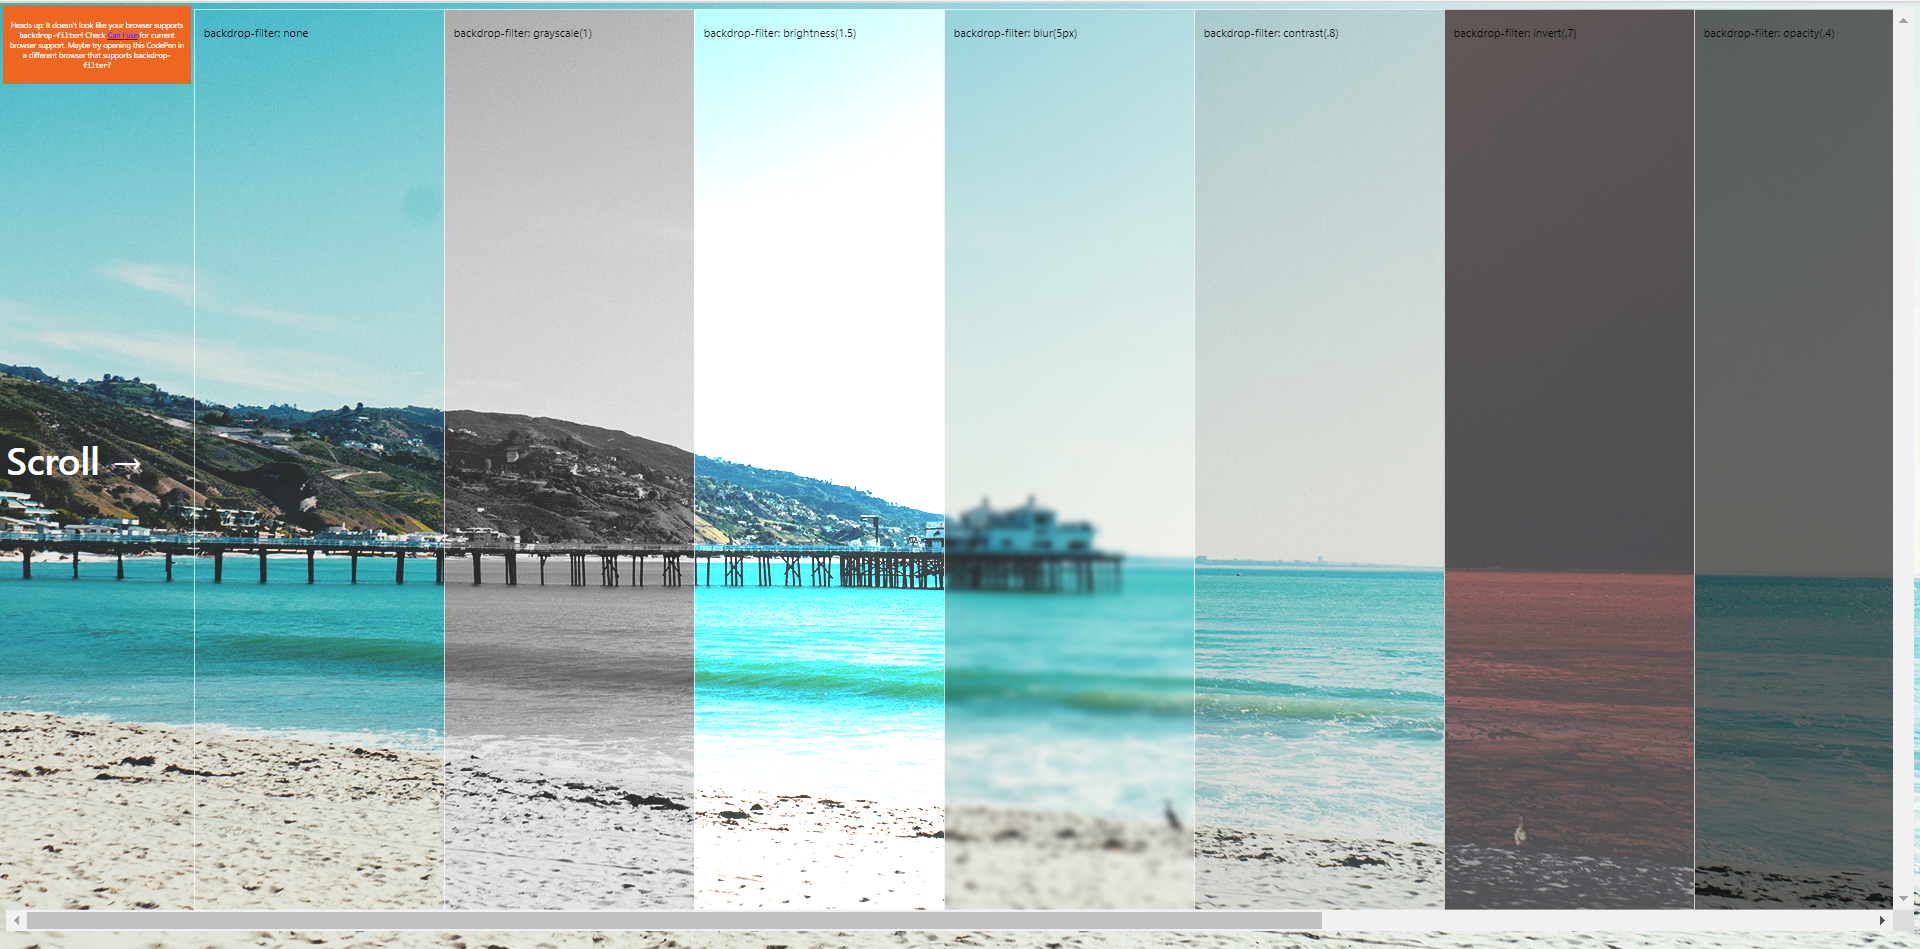 Heads up: It doesn't look like your browser supports
backdrop-filter! Check Can I use for current
browser support. Maybe try opening this CodePen in
a different browser that supports backdrop-
filter?
backdrop-filter: none
backdrop-filter: grayscale(1)
backdrop-filter: brightness(1.5)
backdrop-filter: blur(5px)
backdrop-filter: contrast(.8)
backdrop-filter: invert(.7)
backdrop-filter: opacity(.4)
Scroll →